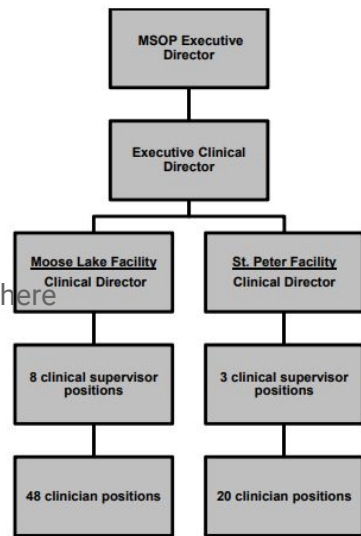 MSOP Executive
Director
Executive Clinical
Director
Moose Lake Facility
Clinical Director
St. Peter Facility
Clinical Director
here
8 clinical supervisor
positions
3 clinical supervisor
positions
48 clinician positions
20 clinician positions